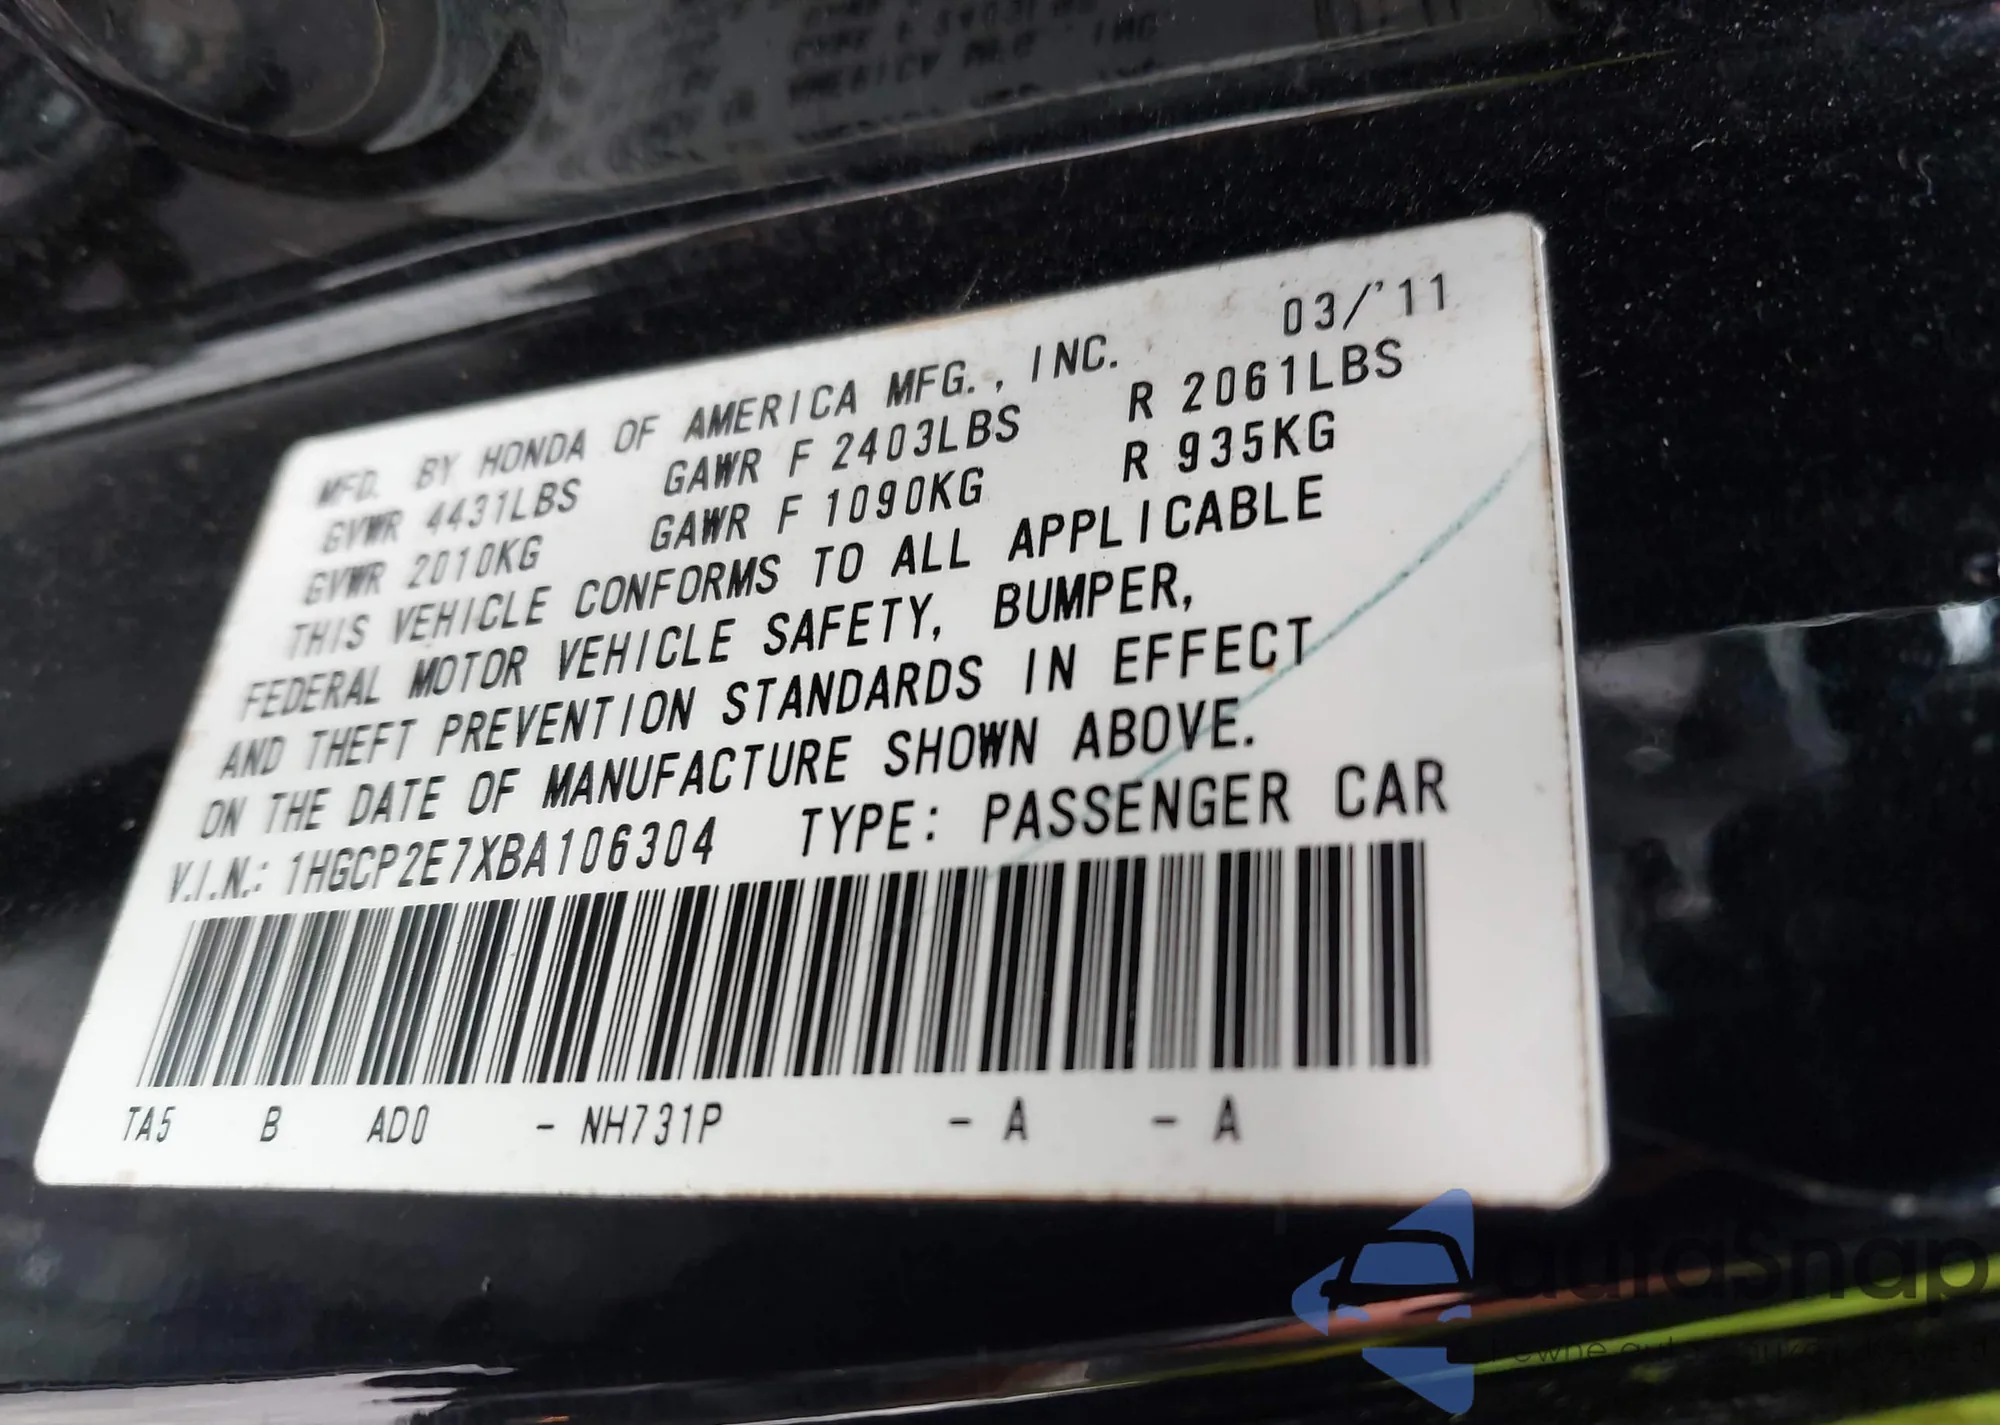 03/'11
MFD. BY HONDA OF AMERICA MFG., INC.
GVWR 4431LBS GAWR F 2403LBS R 2061LBS
GVWR 2010KG GAWR F 1090KG R 935KG
THIS VEHICLE CONFORMS TO ALL APPLICABLE
FEDERAL MOTOR VEHICLE SAFETY, BUMPER,
AND THEFT PREVENTION STANDARDS IN EFFECT
ON THE DATE OF MANUFACTURE SHOWN ABOVE.
V.I.N.: 1HGCP2E7XBA106304 TYPE: PASSENGER CAR
TA5 B AD0 - NH731P - A - A
auraSnap